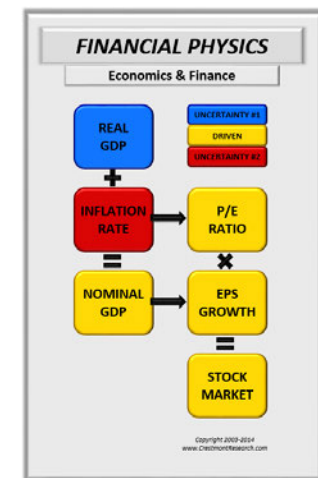 FINANCIAL PHYSICS
Economics & Finance
REAL
GDP
UNCERTAINTY #1
DRIVEN
UNCERTAINTY #2
+
INFLATION
RATE
P/E
RATIO
=
×
NOMINAL
GDP
EPS
GROWTH
=
STOCK
MARKET
Copyright 2003-2014
www.CrestmontResearch.com